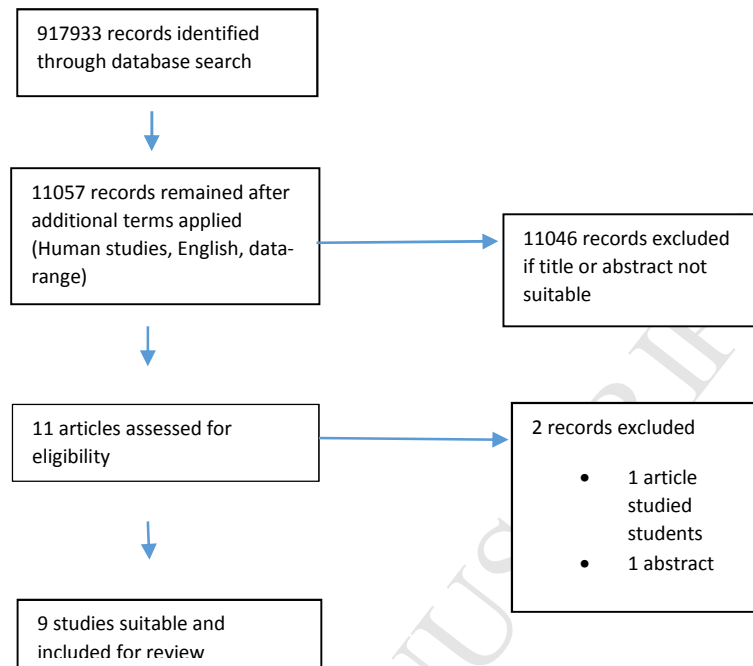 917933 records identified
through database search
11057 records remained after
additional terms applied
(Human studies, English, data-
range)
11046 records excluded
if title or abstract not
suitable
11 articles assessed for
eligibility
2 records excluded
• 1 article
studied
students
• 1 abstract
9 studies suitable and
included for review